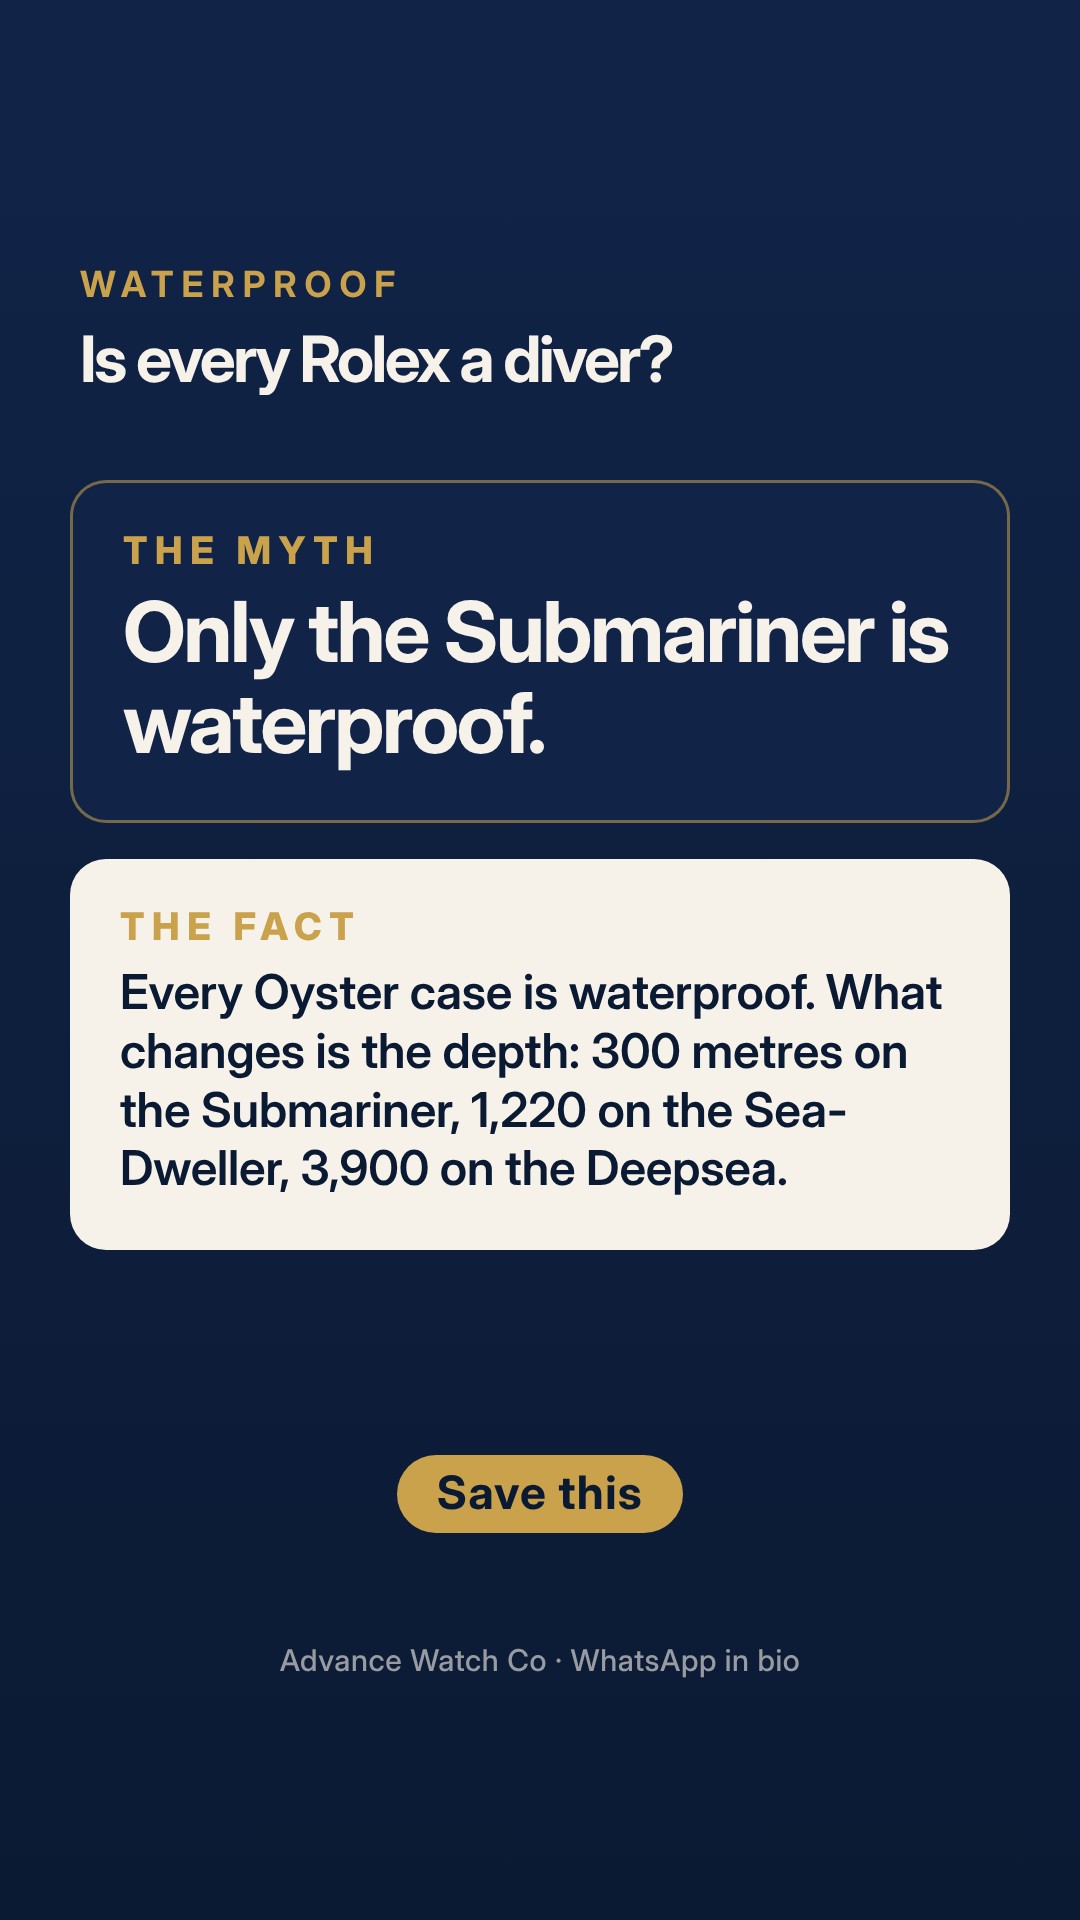 WATERPROOF
Is every Rolex a diver?
THE MYTH
Only the Submariner is
waterproof.
THE FACT
Every Oyster case is waterproof. What
changes is the depth: 300 metres on
the Submariner, 1,220 on the Sea-
Dweller, 3,900 on the Deepsea.
Save this
Advance Watch Co · WhatsApp in bio